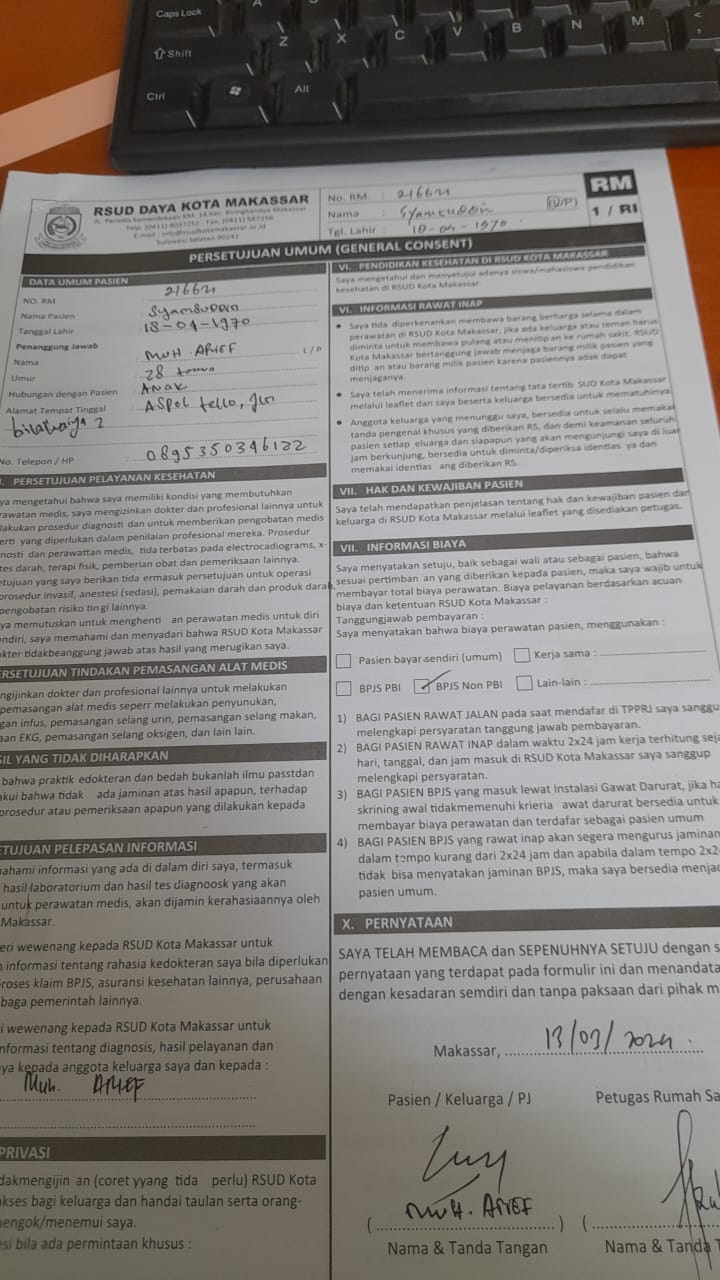 Caps Lock
A
Shift
Z
X
C
V
B
N
M
<
,
Ctrl
Alt
RSUD DAYA KOTA MAKASSAR
JL. Perintis Kemerdekaan KM. 14
Sulawesi Selatan 90241
No. RM. : 216621
Nama : Syamsuddin (L/P)
Tgl. Lahir : 18-04-1970
RM
1 / RI
PERSETUJUAN UMUM (GENERAL CONSENT)
DATA UMUM PASIEN
NO. RM 216621
Nama Pasien Syamsuddin
Tanggal Lahir 18-04-1970
Penanggung Jawab
Nama MUH. ARIEF L/P
Umur 28
Hubungan dengan Pasien ANAK
Alamat Tempat Tinggal ASPOL tello, Jln
No. Telepon / HP 0895350346122
I. PERSETUJUAN PELAYANAN KESEHATAN
ya mengetahui bahwa saya memiliki kondisi yang membutuhkan
rawatan medis, saya mengizinkan dokter dan profesional lainnya untuk
lakukan prosedur diagnosti dan untuk memberikan pengobatan medis
erti yang diperlukan dalam penilaian profesional mereka. Prosedur
nosti dan perawattan medis, tida terbatas pada electrocadiograms, x-
tes darah, terapi fisik, pemberian obat dan pemeriksaan lainnya.
etujuan yang saya berikan tida ermasuk persetujuan untuk operasi
prosedur invasif, anestesi (sedasi), pemakaian darah dan produk darah,
pengobatan risiko tingi lainnya.
ya memutuskan untuk menghenti an perawatan medis untuk diri
endiri, saya memahami dan menyadari bahwa RSUD Kota Makassar
okter tidakbeanggung jawab atas hasil yang merugikan saya.
ERSETUJUAN TINDAKAN PEMASANGAN ALAT MEDIS
ngijinkan dokter dan profesional lainnya untuk melakukan
pemasangan alat medis seperr melakukan penyunukan,
gan infus, pemasangan selang urin, pemasangan selang makan,
aan EKG, pemasangan selang oksigen, dan lain lain.
SIL YANG TIDAK DIHARAPKAN
bahwa praktik edokteran dan bedah bukanlah ilmu passtdan
akui bahwa tidak ada jaminan atas hasil apapun, terhadap
prosedur atau pemeriksaan apapun yang dilakukan kepada
ETUJUAN PELEPASAN INFORMASI
ahami informasi yang ada di dalam diri saya, termasuk
hasil laboratorium dan hasil tes diagnoosk yang akan
untuk perawatan medis, akan dijamin kerahasiaannya oleh
Makassar.
eri wewenang kepada RSUD Kota Makassar untuk
n informasi tentang rahasia kedokteran saya bila diperlukan
proses klaim BPJS, asuransi kesehatan lainnya, perusahaan
baga pemerintah lainnya.
ri wewenang kepada RSUD Kota Makassar untuk
nformasi tentang diagnosis, hasil pelayanan dan
ya kepada anggota keluarga saya dan kepada :
Muh. ARIEF
PRIVASI
dakmengijin an (coret yyang tida perlu) RSUD Kota
kses bagi keluarga dan handai taulan serta orang-
nengok/menemui saya.
esi bila ada permintaan khusus :
VI. PENDIDIKAN KESEHATAN DI RSUD KOTA MAKASSAR
Saya mengetahui dan menyetujui adanya siswa/mahasiswa pendidikan
kesehatan di RSUD Kota Makassar.
VI. INFORMASI RAWAT INAP
• Saya tida diperkenankan membawa barang berharga selama dalam
perawatan di RSUD Kota Makassar, jika ada keluarga atau teman harus
diminta untuk membawa pulang atau menitip an ke rumah sakit. RSUD
Kota Makassar bertanggung jawab menjaga barang milik pasien yang
ditip an atau barang milik pasien karena pasiennya adak dapat
menjaganya.
• Saya telah menerima informasi tentang tata tertib SUD Kota Makassar
melalui leaflet dan saya beserta keluarga bersedia untuk mematuhinya.
• Anggota keluarga yang menunggu saya, bersedia untuk selalu memakai
tanda pengenal khusus yang diberikan RS, dan demi keamanan seluruh
pasien setiap eluarga dan siapapun yang akan mengunjungi saya di luar
jam berkunjung, bersedia untuk diminta/diperiksa identias ya dan
memakai identias ang diberikan RS.
VII. HAK DAN KEWAJIBAN PASIEN
Saya telah mendapatkan penjelasan tentang hak dan kewajiban pasien dan
keluarga di RSUD Kota Makassar melalui leaflet yang disediakan petugas.
VII. INFORMASI BIAYA
Saya menyatakan setuju, baik sebagai wali atau sebagai pasien, bahwa
sesuai pertimban an yang diberikan kepada pasien, maka saya wajib untuk
membayar total biaya perawatan. Biaya pelayanan berdasarkan acuan
biaya dan ketentuan RSUD Kota Makassar :
Tanggungjawab pembayaran :
Saya menyatakan bahwa biaya perawatan pasien, menggunakan :
Pasien bayar sendiri (umum) Kerja sama :
BPJS PBI ✓ BPJS Non PBI Lain-lain :
1) BAGI PASIEN RAWAT JALAN pada saat mendafar di TPPRJ saya sanggu
melengkapi persyaratan tanggung jawab pembayaran.
2) BAGI PASIEN RAWAT INAP dalam waktu 2x24 jam kerja terhitung seja
hari, tanggal, dan jam masuk di RSUD Kota Makassar saya sanggup
melengkapi persyaratan.
3) BAGI PASIEN BPJS yang masuk lewat Instalasi Gawat Darurat, jika ha
skrining awal tidakmemenuhi krieria awat darurat bersedia untuk
membayar biaya perawatan dan terdafar sebagai pasien umum
4) BAGI PASIEN BPJS yang rawat inap akan segera mengurus jaminan
dalam tempo kurang dari 2x24 jam dan apabila dalam tempo 2x24
tidak bisa menyatakan jaminan BPJS, maka saya bersedia menjad
pasien umum.
X. PERNYATAAN
SAYA TELAH MEMBACA dan SEPENUHNYA SETUJU dengan s
pernyataan yang terdapat pada formulir ini dan menandata
dengan kesadaran semdiri dan tanpa paksaan dari pihak m
Makassar, 13/03/2024
Pasien / Keluarga / PJ Petugas Rumah Sa
( MUH. ARIEF ) (
Nama & Tanda Tangan Nama & Tanda T